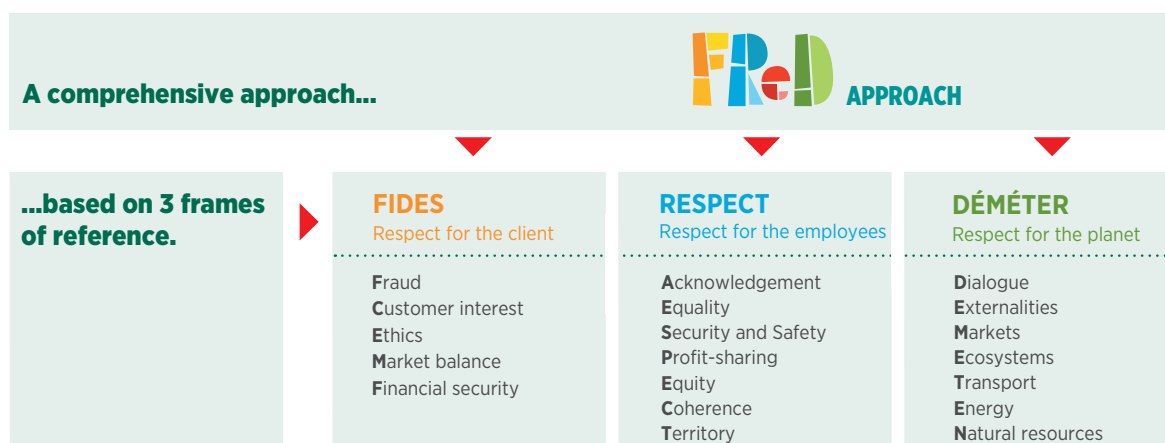 A comprehensive approach...
FReD APPROACH
...based on 3 frames
of reference.
FIDES
Respect for the client
Fraud
Customer interest
Ethics
Market balance
Financial security
RESPECT
Respect for the employees
Acknowledgement
Equality
Security and Safety
Profit-sharing
Equity
Coherence
Territory
DÉMÉTER
Respect for the planet
Dialogue
Externalities
Markets
Ecosystems
Transport
Energy
Natural resources